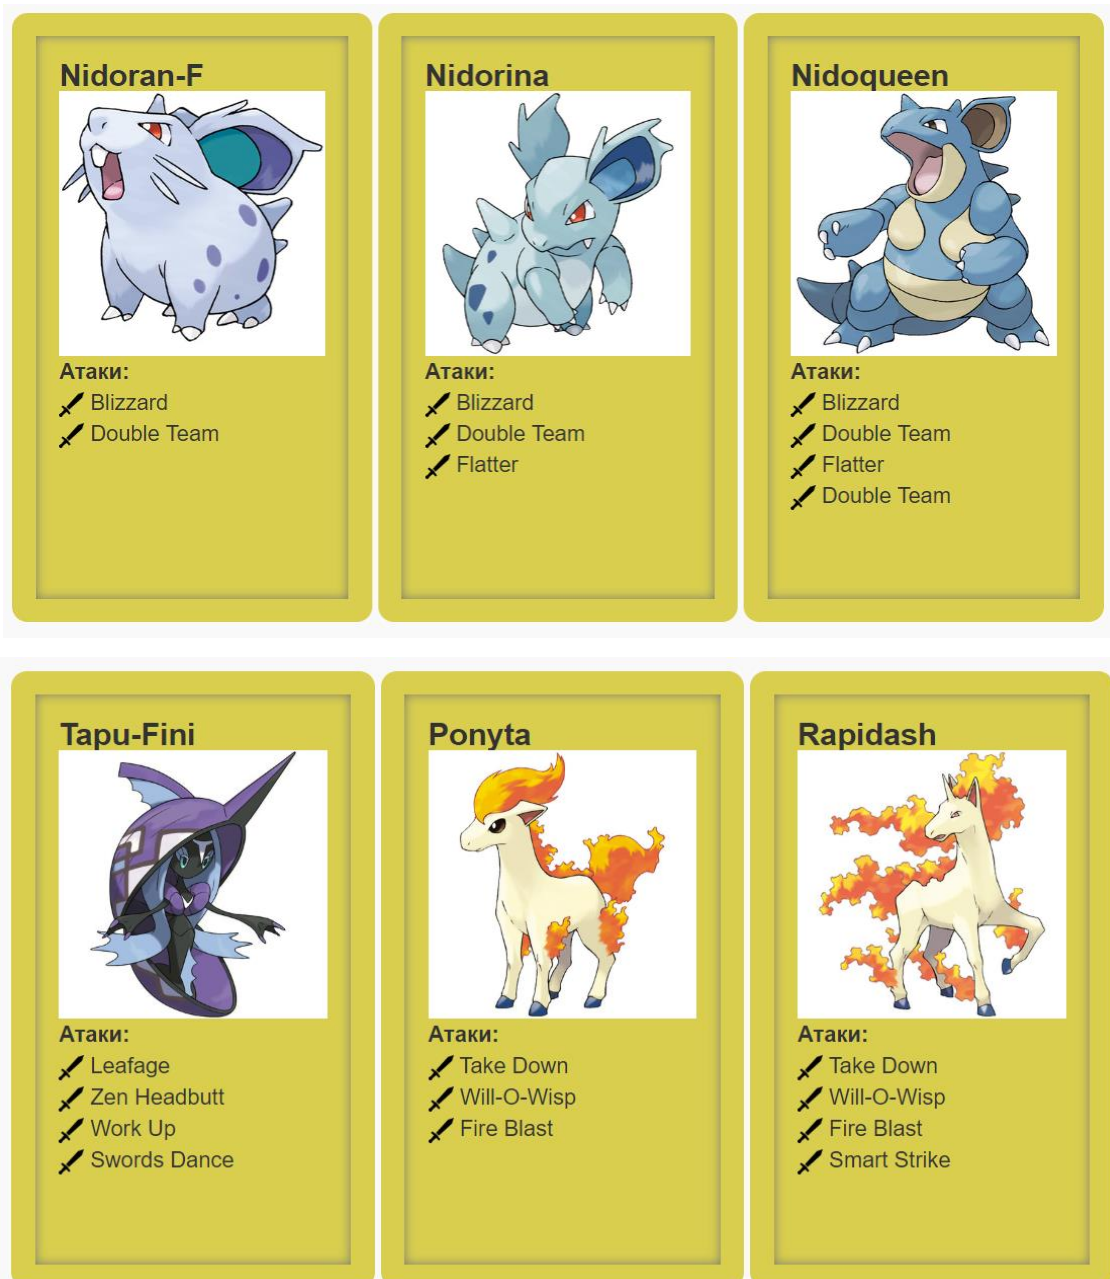 Nidoran-F
Атаки:
Blizzard
Double Team
Nidorina
Атаки:
Blizzard
Double Team
Flatter
Nidoqueen
Атаки:
Blizzard
Double Team
Flatter
Double Team
Tapu-Fini
Атаки:
Leafage
Zen Headbutt
Work Up
Swords Dance
Ponyta
Атаки:
Take Down
Will-O-Wisp
Fire Blast
Rapidash
Атаки:
Take Down
Will-O-Wisp
Fire Blast
Smart Strike